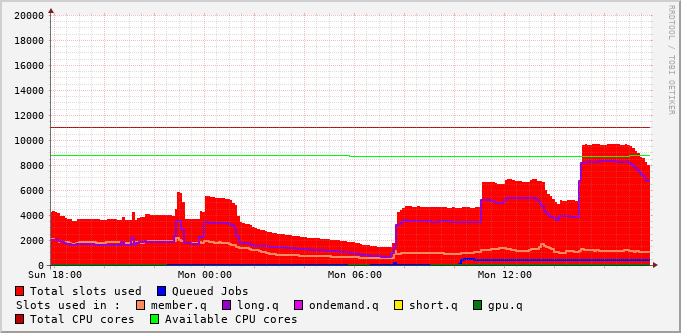 RRDTOOL / TOBI OETIKER
20000
18000
16000
14000
12000
10000
8000
6000
4000
2000
0
Sun 18:00 Mon 00:00 Mon 06:00 Mon 12:00
Total slots used Queued Jobs
Slots used in : member.q long.q ondemand.q short.q gpu.q
Total CPU cores Available CPU cores